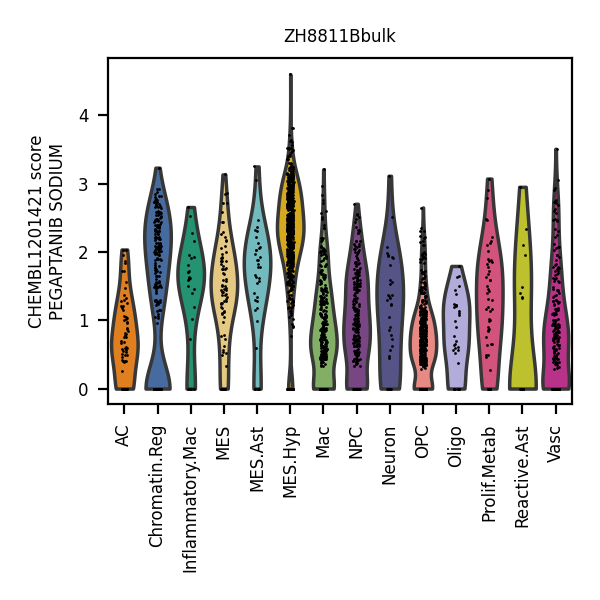 ZH8811Bbulk
CHEMBL1201421 score
PEGAPTANIB SODIUM
4
3
2
1
0
AC
Chromatin.Reg
Inflammatory.Mac
MES
MES.Ast
MES.Hyp
Mac
NPC
Neuron
OPC
Oligo
Prolif.Metab
Reactive.Ast
Vasc